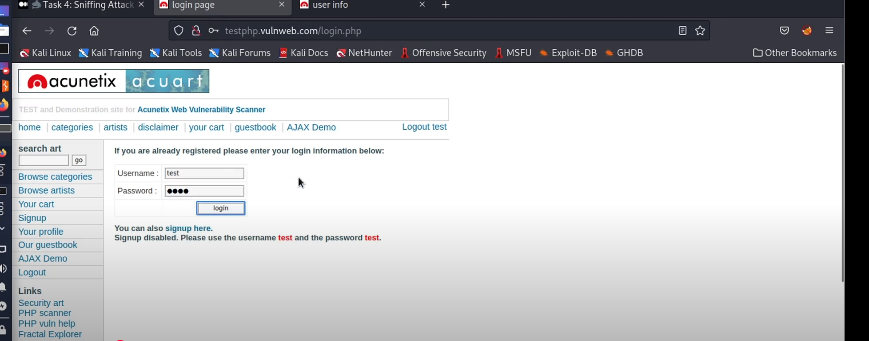 Task 4: Sniffing Attack
login page
user info
testphp.vulnweb.com/login.php
Kali Linux Kali Training Kali Tools Kali Forums Kali Docs NetHunter Offensive Security MSFU Exploit-DB GHDB Other Bookmarks
acunetix acuart
TEST and Demonstration site for Acunetix Web Vulnerability Scanner
home | categories | artists | disclaimer | your cart | guestbook | AJAX Demo Logout test
search art
go
Browse categories
Browse artists
Your cart
Signup
Your profile
Our guestbook
AJAX Demo
Logout
Links
Security art
PHP scanner
PHP vuln help
Fractal Explorer
If you are already registered please enter your login information below:
Username : test
Password : ●●●●
login
You can also signup here.
Signup disabled. Please use the username test and the password test.